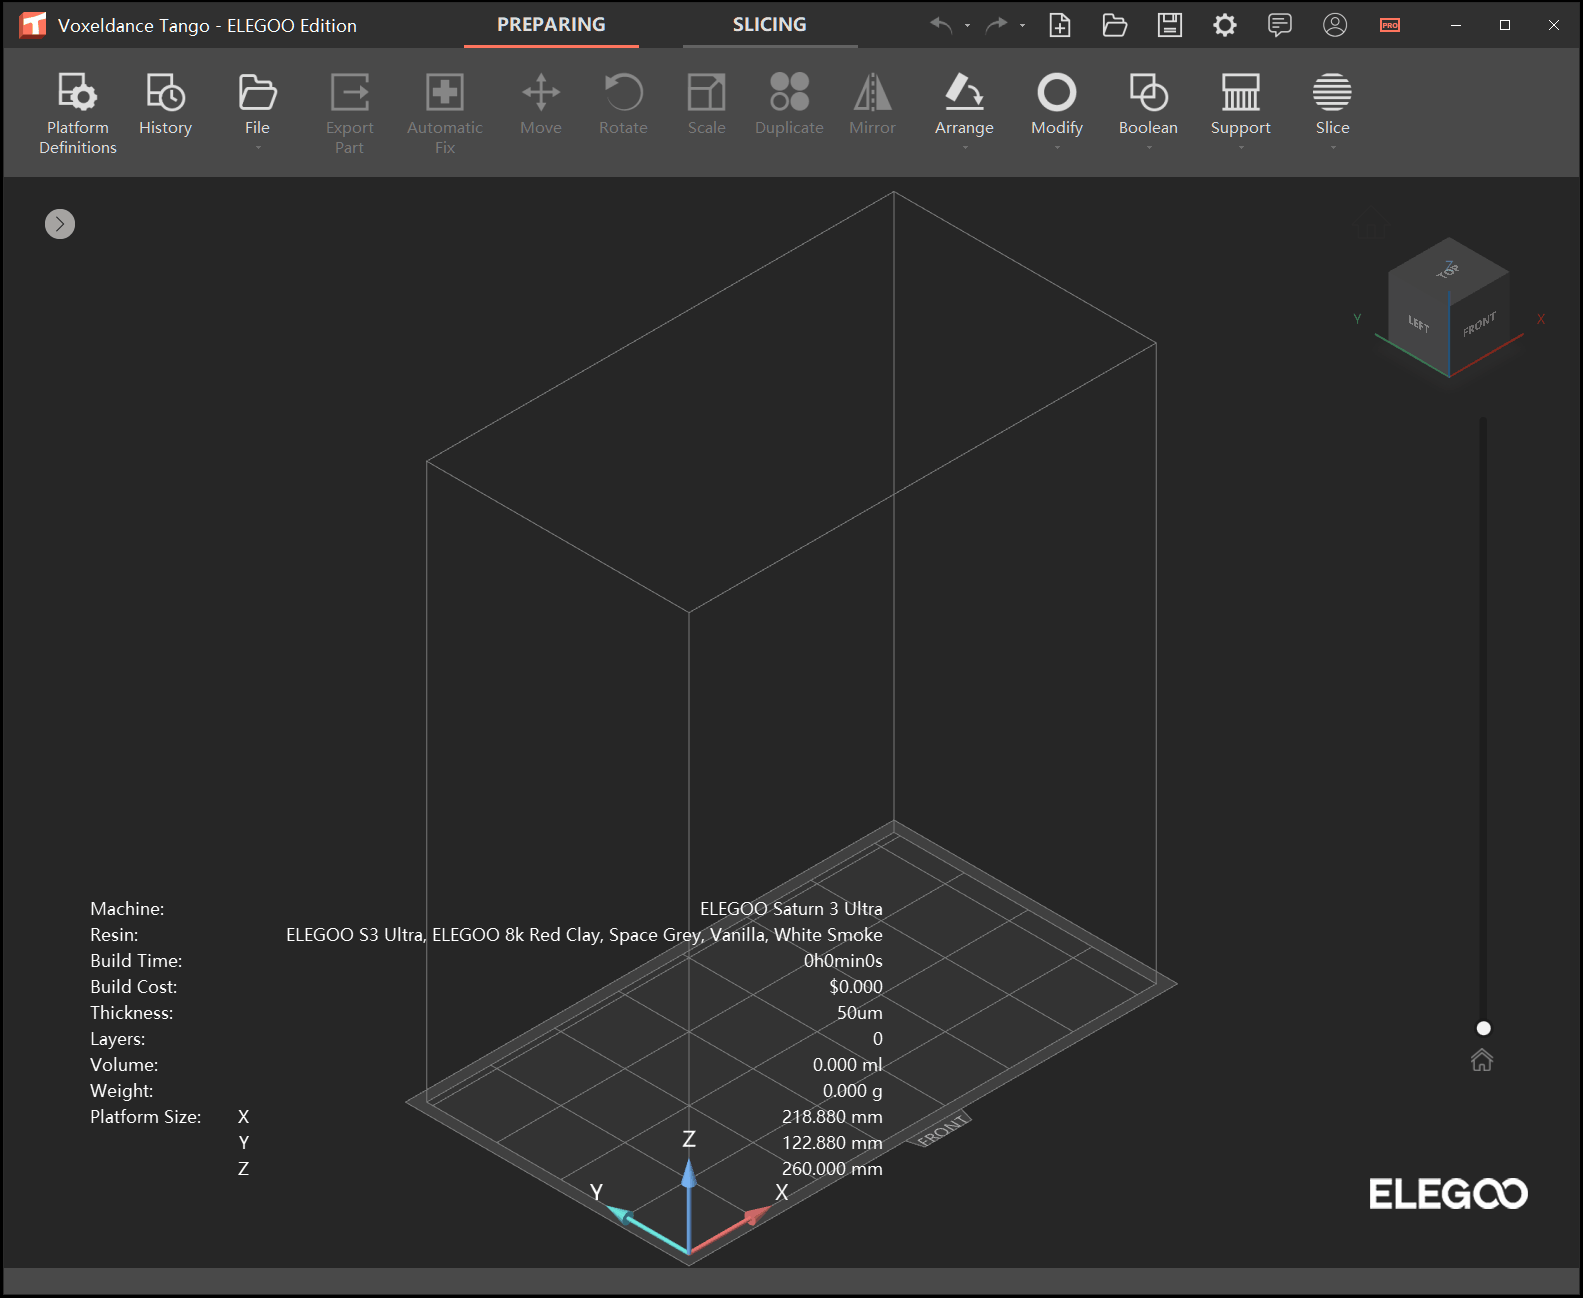 Voxeldance Tango - ELEGOO Edition
PREPARING
SLICING
PRO
Platform Definitions
History
File
Export Part
Automatic Fix
Move
Rotate
Scale
Duplicate
Mirror
Arrange
Modify
Boolean
Support
Slice
Z
TOP
LEFT
FRONT
Y
X
Machine: ELEGOO Saturn 3 Ultra
Resin: ELEGOO S3 Ultra, ELEGOO 8k Red Clay, Space Grey, Vanilla, White Smoke
Build Time: 0h0min0s
Build Cost: $0.000
Thickness: 50um
Layers: 0
Volume: 0.000 ml
Weight: 0.000 g
Platform Size: X 218.880 mm
Y 122.880 mm
Z 260.000 mm
FRONT
Z
Y
X
ELEGOO